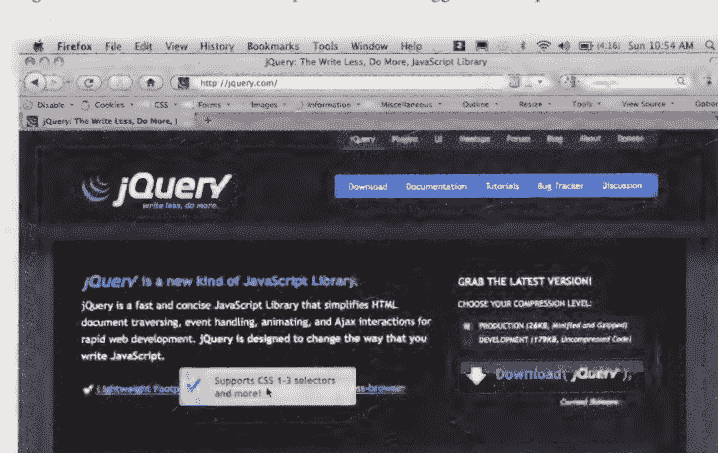 Firefox File Edit View History Bookmarks Tools Window Help (4:16) Sun 10:54 AM
jQuery: The Write Less, Do More, JavaScript Library
http://jquery.com/
Disable Cookies CSS Forms Images Information Miscellaneous Outline Resize Tools View Source
jQuery: The Write Less, Do More, J +
jQuery Plugins UI Meetups Forum Blog About Donate
jQuery
write less, do more.
Download Documentation Tutorials Bug Tracker Discussion
jQuery is a new kind of JavaScript Library.
GRAB THE LATEST VERSION!
jQuery is a fast and concise JavaScript Library that simplifies HTML
CHOOSE YOUR COMPRESSION LEVEL:
document traversing, event handling, animating, and Ajax interactions for
PRODUCTION (26KB, Minified and Gzipped)
rapid web development. jQuery is designed to change the way that you
DEVELOPMENT (179KB, Uncompressed Code)
write JavaScript.
Download( jQuery );
Lightweight Footp
Supports CSS 1-3 selectors
and more!
ss-browser